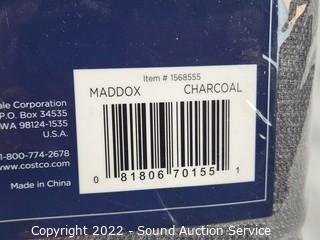 Item # 1568555
MADDOX CHARCOAL
ale Corporation
P.O. Box 34535
WA 98124-1535
U.S.A.
1-800-774-2678
www.costco.com
Made in China
0 81806 70155 1
Copyright 2022 - Sound Auction Service